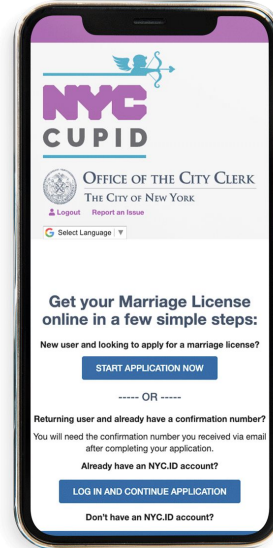 NYC
CUPID
OFFICE OF THE CITY CLERK
THE CITY OF NEW YORK
Logout Report an Issue
G Select Language ▼
Get your Marriage License
online in a few simple steps:
New user and looking to apply for a marriage license?
START APPLICATION NOW
----- OR -----
Returning user and already have a confirmation number?
You will need the confirmation number you received via email
after completing your application.
Already have an NYC.ID account?
LOG IN AND CONTINUE APPLICATION
Don't have an NYC.ID account?